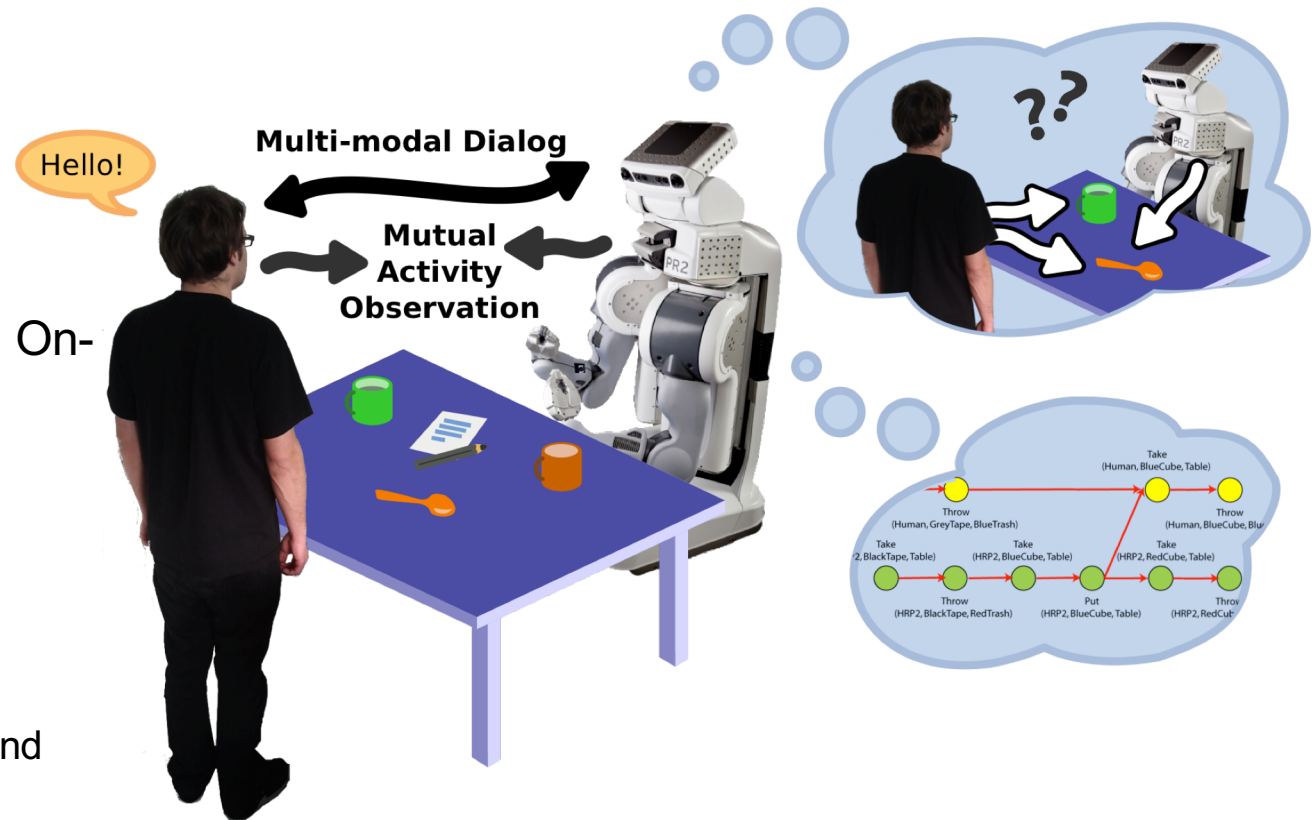 Hello!
Multi-modal Dialog
Mutual
Activity
Observation
On-
nd
PR2
??
PR2
Take
(Human, BlueCube, Table)
Throw
(Human, GreyTape, BlueTrash)
Throw
(Human, BlueCube, Blu
Take
2, BlackTape, Table)
Take
(HRP2, BlueCube, Table)
Take
(HRP2, RedCube, Table)
Throw
(HRP2, BlackTape, RedTrash)
Put
(HRP2, BlueCube, Table)
Throw
(HRP2, RedCub